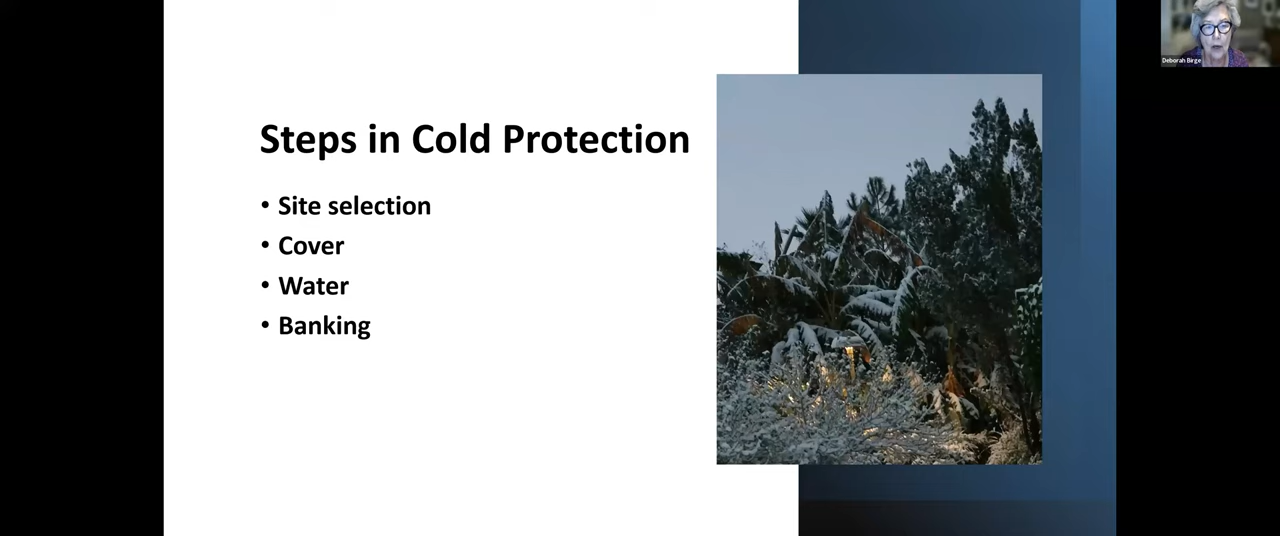 Steps in Cold Protection
• Site selection
• Cover
• Water
• Banking
Deborah Birge